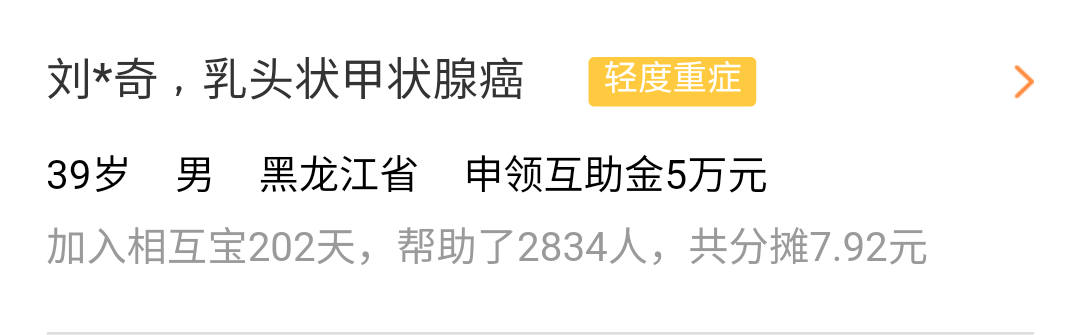 刘*奇，乳头状甲状腺癌 轻度重症
39岁 男 黑龙江省 申领互助金5万元
加入相互宝202天，帮助了2834人，共分摊7.92元